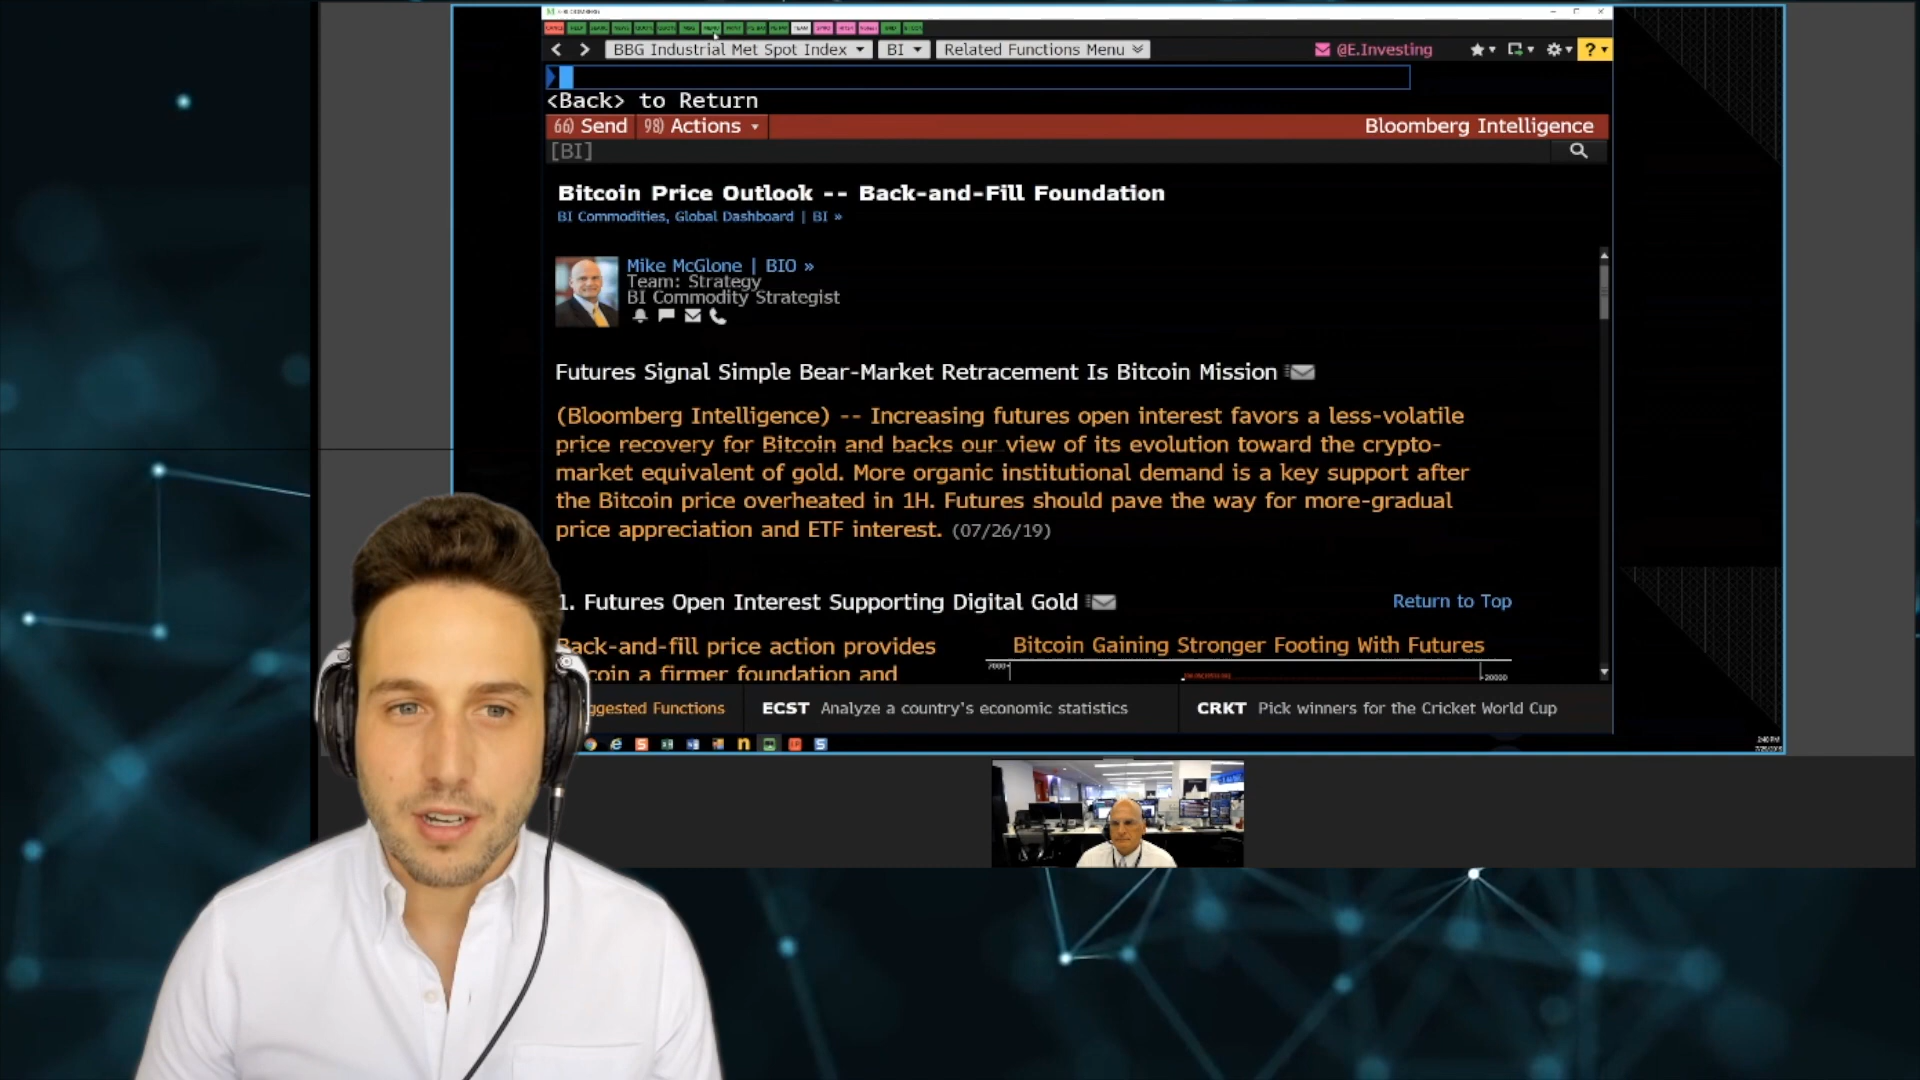 BBG Industrial Met Spot Index
BI
Related Functions Menu
@E.Investing
?
<Back> to Return
66) Send
98) Actions
Bloomberg Intelligence
[BI]
Bitcoin Price Outlook -- Back-and-Fill Foundation
BI Commodities, Global Dashboard | BI »
Mike McGlone | BIO »
Team: Strategy
BI Commodity Strategist
Futures Signal Simple Bear-Market Retracement Is Bitcoin Mission
(Bloomberg Intelligence) -- Increasing futures open interest favors a less-volatile
price recovery for Bitcoin and backs our view of its evolution toward the crypto-
market equivalent of gold. More organic institutional demand is a key support after
the Bitcoin price overheated in 1H. Futures should pave the way for more-gradual
price appreciation and ETF interest. (07/26/19)
1. Futures Open Interest Supporting Digital Gold
Return to Top
Back-and-fill price action provides
coin a firmer foundation and
Bitcoin Gaining Stronger Footing With Futures
20000
ggested Functions
ECST Analyze a country's economic statistics
CRKT Pick winners for the Cricket World Cup